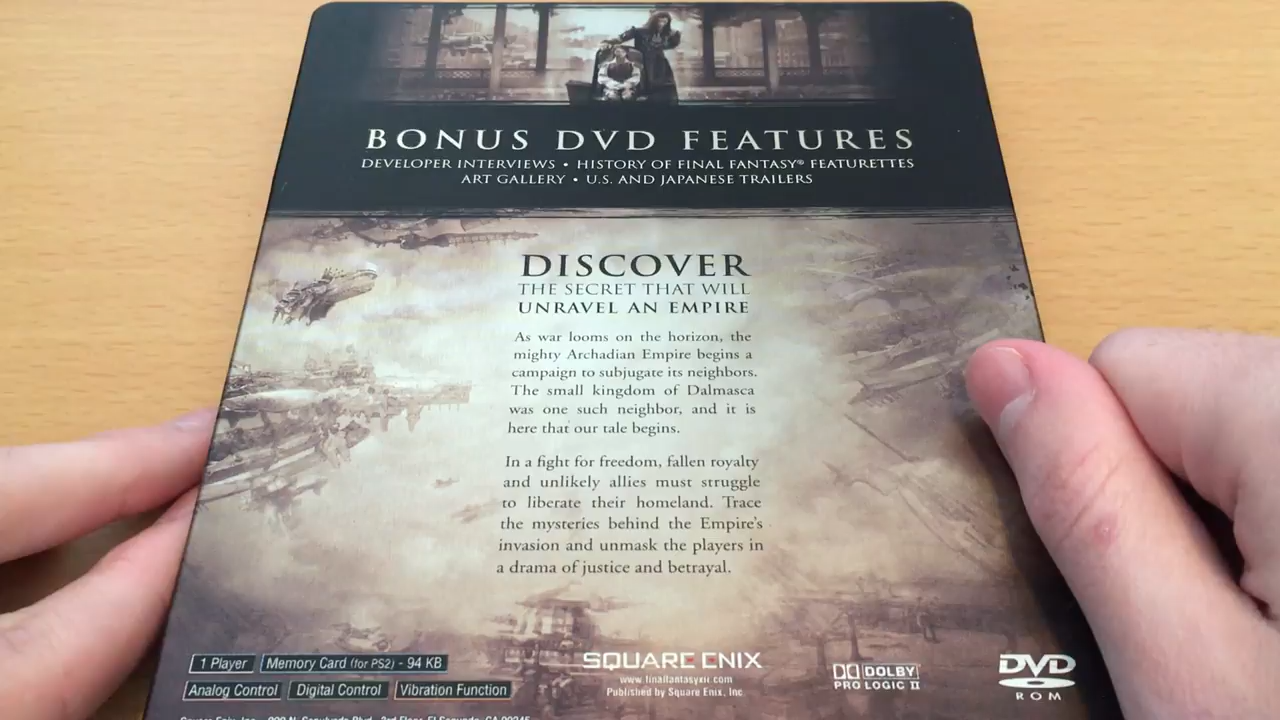 BONUS DVD FEATURES
DEVELOPER INTERVIEWS • HISTORY OF FINAL FANTASY® FEATURETTES
ART GALLERY • U.S. AND JAPANESE TRAILERS
DISCOVER
THE SECRET THAT WILL
UNRAVEL AN EMPIRE
As war looms on the horizon, the
mighty Archadian Empire begins a
campaign to subjugate its neighbors.
The small kingdom of Dalmasca
was one such neighbor, and it is
here that our tale begins.
In a fight for freedom, fallen royalty
and unlikely allies must struggle
to liberate their homeland. Trace
the mysteries behind the Empire's
invasion and unmask the players in
a drama of justice and betrayal.
1 Player Memory Card (for PS2) - 94 KB
Analog Control Digital Control Vibration Function
SQUARE ENIX
www.finalfantasyxii.com
Published by Square Enix, Inc.
DOLBY
PRO LOGIC II
DVD
ROM